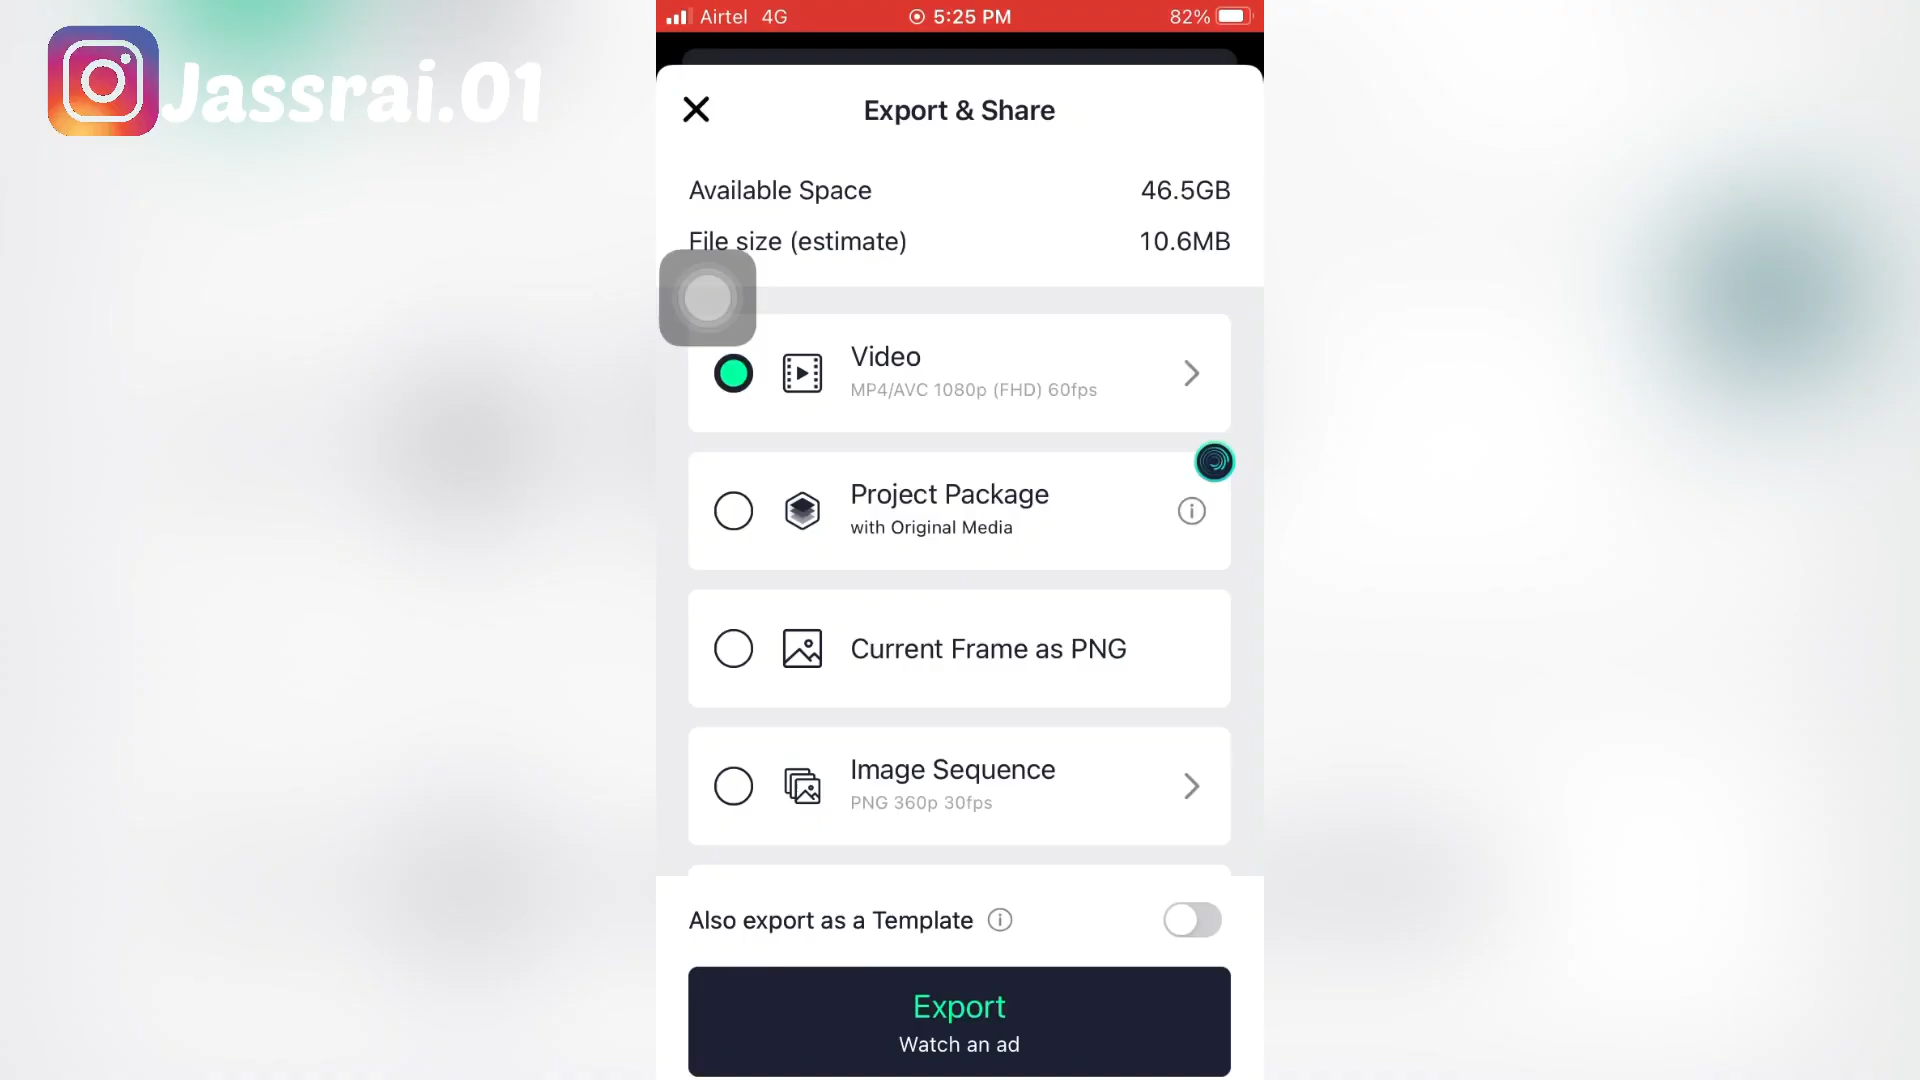 Airtel 4G 5:25 PM 82%
Jassrai.01
Export & Share
Available Space 46.5GB
File size (estimate) 10.6MB
Video
MP4/AVC 1080p (FHD) 60fps
Project Package
with Original Media
Current Frame as PNG
Image Sequence
PNG 360p 30fps
Also export as a Template
Export
Watch an ad